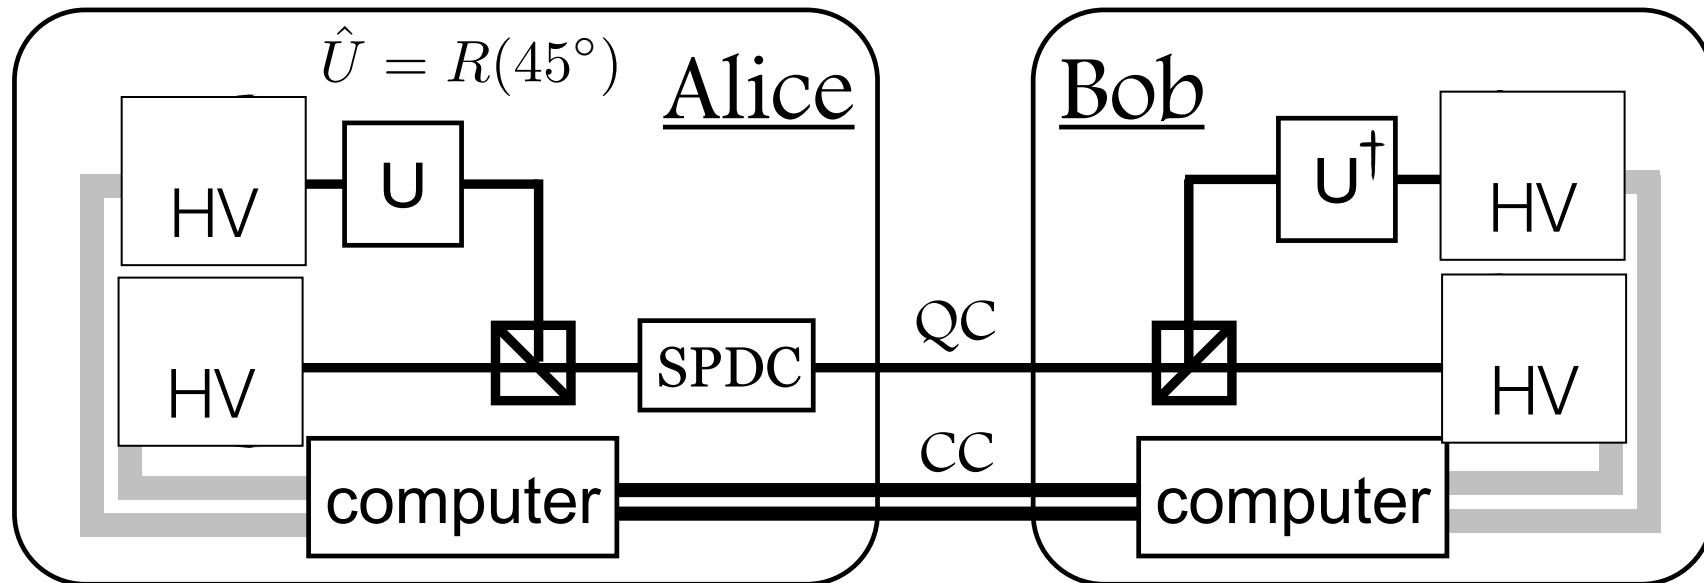 Û = R(45°)
Alice
Bob
HV
U
U†
HV
HV
SPDC
QC
HV
CC
computer
computer